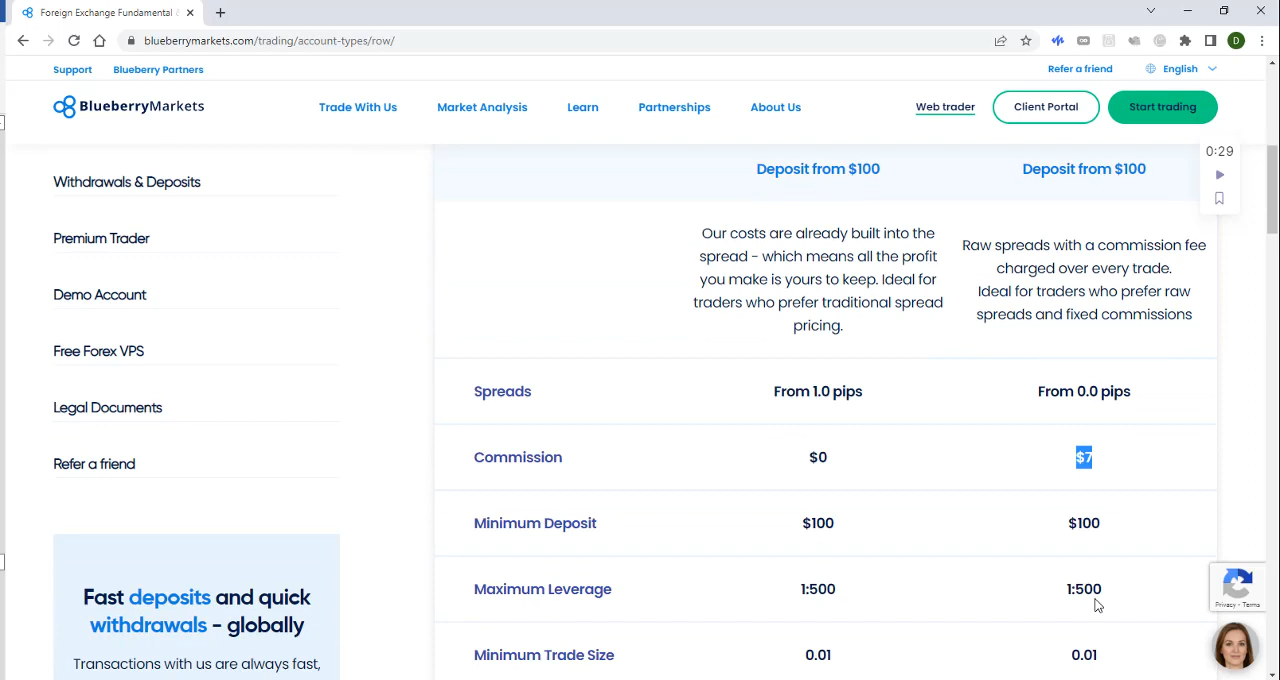 Foreign Exchange Fundamental
blueberrymarkets.com/trading/account-types/row/
D
Support
Blueberry Partners
Refer a friend
English
BlueberryMarkets
Trade With Us
Market Analysis
Learn
Partnerships
About Us
Web trader
Client Portal
Start trading
0:29
Withdrawals & Deposits
Premium Trader
Demo Account
Free Forex VPS
Legal Documents
Refer a friend
Fast deposits and quick
withdrawals - globally
Transactions with us are always fast,
Deposit from $100
Deposit from $100
Our costs are already built into the
spread - which means all the profit
you make is yours to keep. Ideal for
traders who prefer traditional spread
pricing.
Raw spreads with a commission fee
charged over every trade.
Ideal for traders who prefer raw
spreads and fixed commissions
Spreads
From 1.0 pips
From 0.0 pips
Commission
$0
$7
Minimum Deposit
$100
$100
Maximum Leverage
1:500
1:500
Minimum Trade Size
0.01
0.01
Privacy - Terms